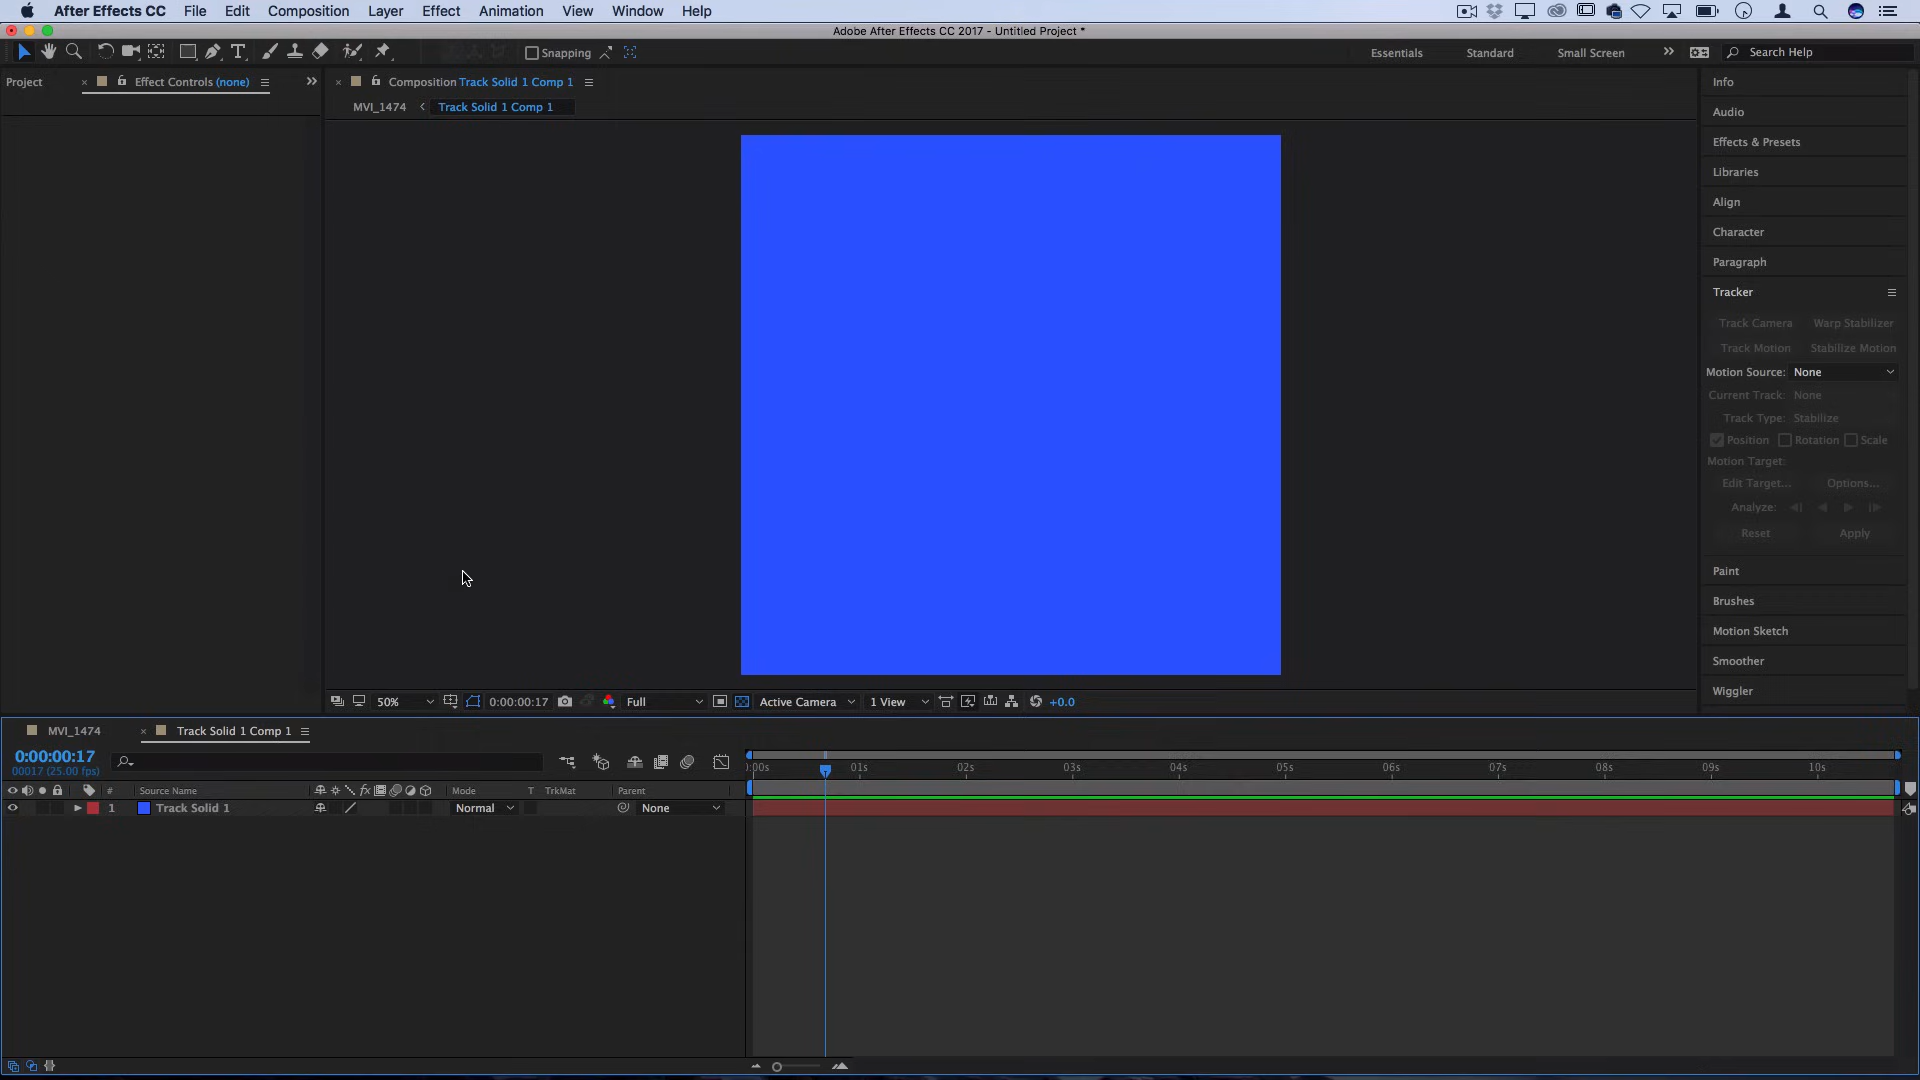 After Effects CC File Edit Composition Layer Effect Animation View Window Help
Adobe After Effects CC 2017 - Untitled Project *
Snapping
Essentials Standard Small Screen Search Help
Project Effect Controls (none)
Composition Track Solid 1 Comp 1
MVI_1474 Track Solid 1 Comp 1
Info
Audio
Effects & Presets
Libraries
Align
Character
Paragraph
Tracker
Track Camera Warp Stabilizer
Track Motion Stabilize Motion
Motion Source: None
Current Track: None
Track Type: Stabilize
Position Rotation Scale
Motion Target:
Edit Target... Options...
Analyze:
Reset Apply
Paint
Brushes
Motion Sketch
Smoother
Wiggler
50% 0:00:00:17 Full Active Camera 1 View +0.0
MVI_1474 Track Solid 1 Comp 1
0:00:00:17
00017 (25.00 fps)
:00s 01s 02s 03s 04s 05s 06s 07s 08s 09s 10s
# Source Name fx Mode T TrkMat Parent
1 Track Solid 1 Normal None